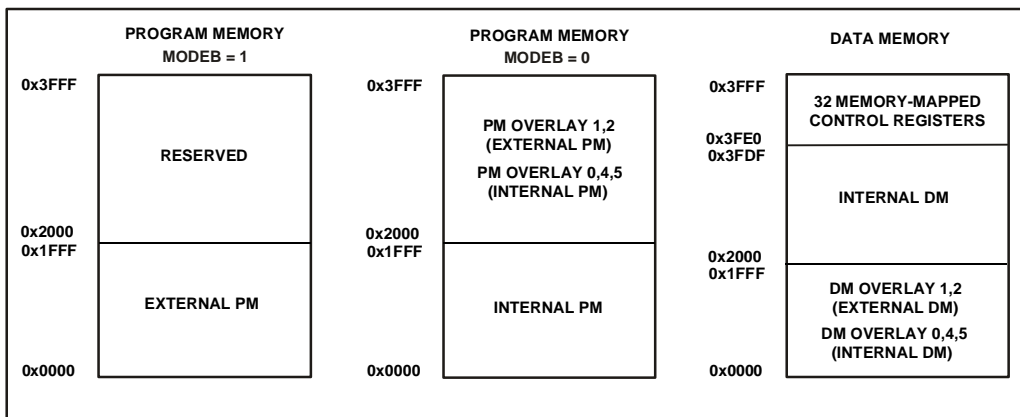 PROGRAM MEMORY
MODEB = 1
0x3FFF
RESERVED
0x2000
0x1FFF
EXTERNAL PM
0x0000
PROGRAM MEMORY
MODEB = 0
0x3FFF
PM OVERLAY 1,2
(EXTERNAL PM)
PM OVERLAY 0,4,5
(INTERNAL PM)
0x2000
0x1FFF
INTERNAL PM
0x0000
DATA MEMORY
0x3FFF
32 MEMORY-MAPPED
CONTROL REGISTERS
0x3FE0
0x3FDF
INTERNAL DM
0x2000
0x1FFF
DM OVERLAY 1,2
(EXTERNAL DM)
DM OVERLAY 0,4,5
(INTERNAL DM)
0x0000